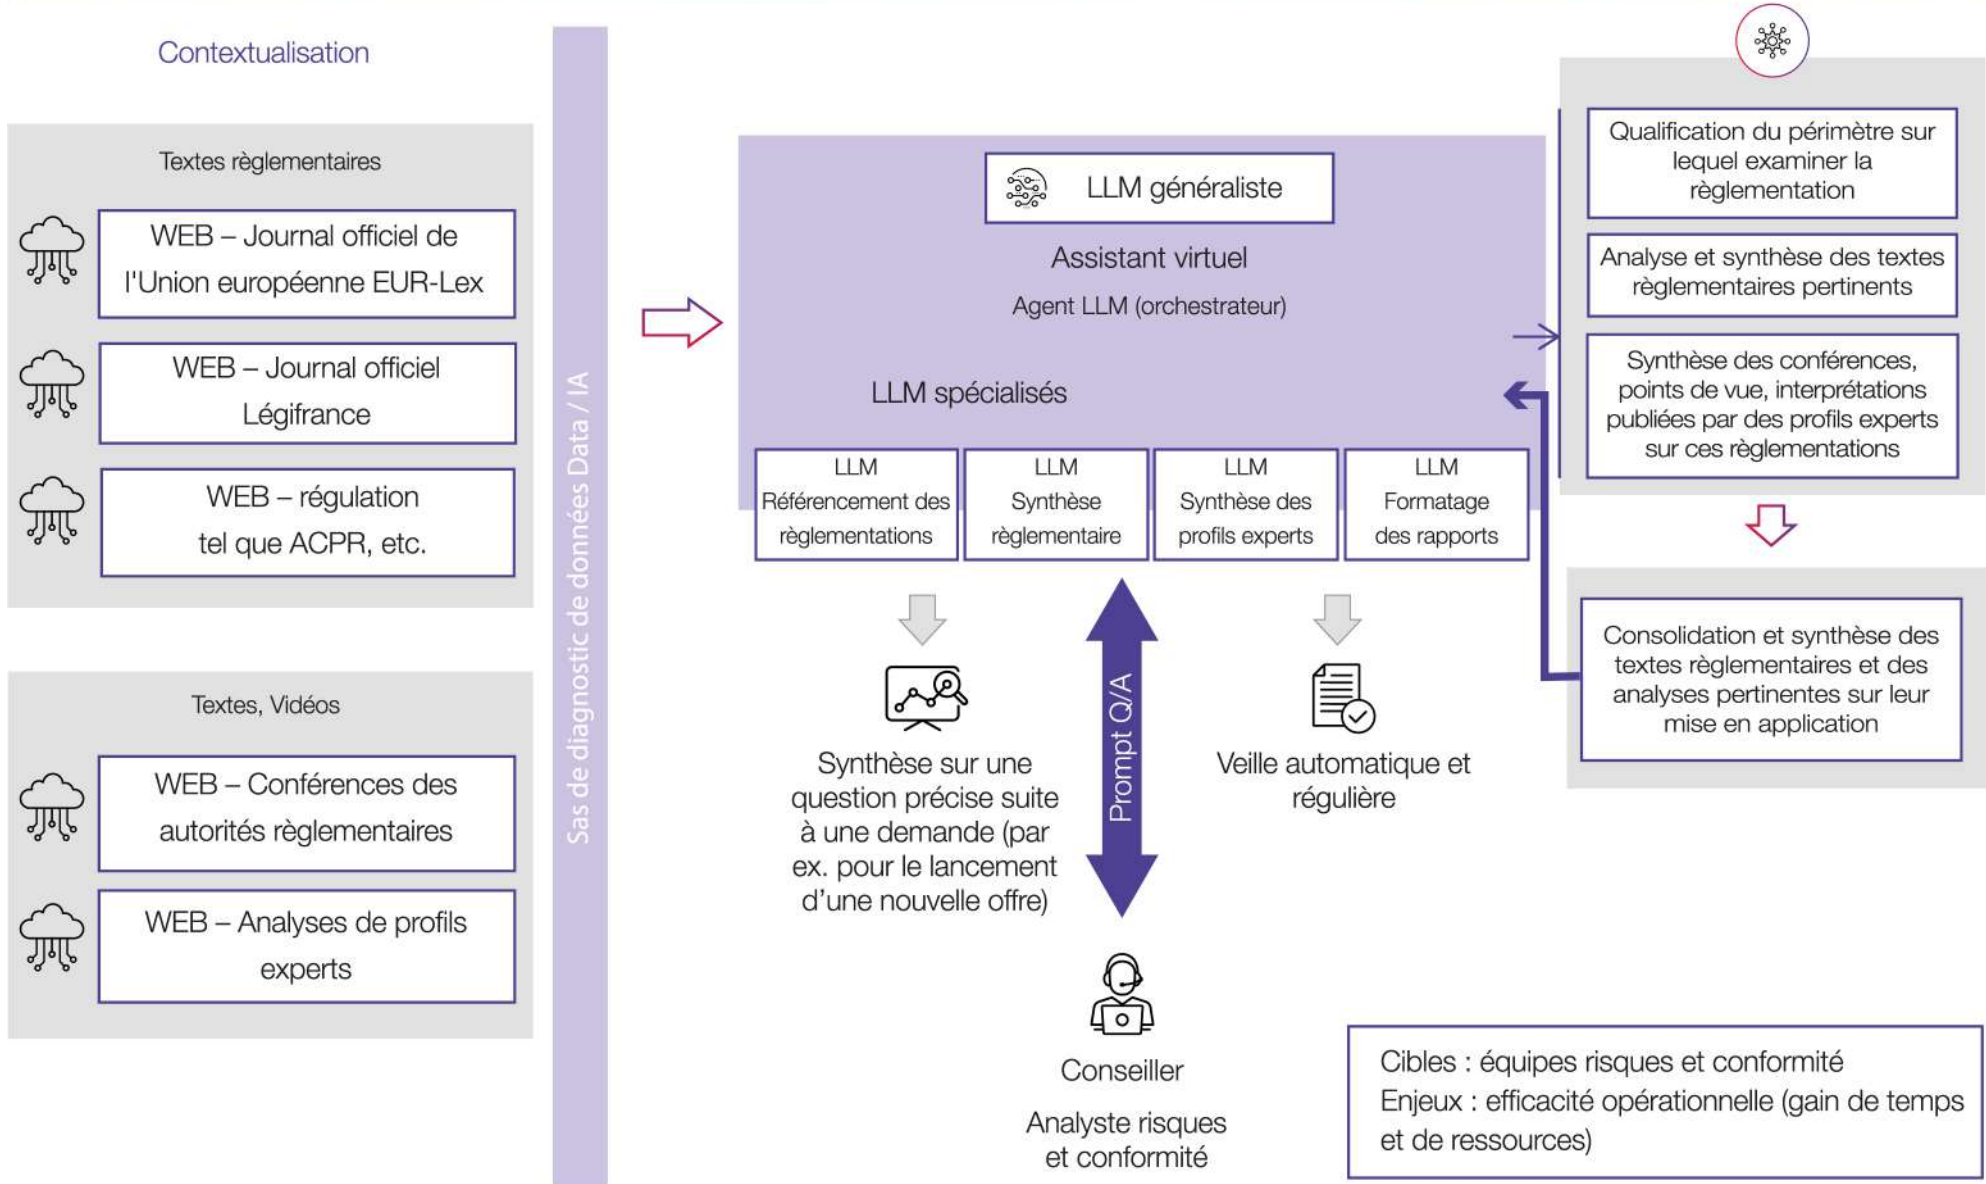 Contextualisation
Textes règlementaires
WEB – Journal officiel de
l'Union européenne EUR-Lex
WEB – Journal officiel
Légifrance
WEB – régulation
tel que ACPR, etc.
Textes, Vidéos
WEB – Conférences des
autorités règlementaires
WEB – Analyses de profils
experts
Sas de diagnostic de données Data / IA
LLM généraliste
Assistant virtuel
Agent LLM (orchestrateur)
LLM spécialisés
LLM
Référencement des
règlementations
LLM
Synthèse
règlementaire
LLM
Synthèse des
profils experts
LLM
Formatage
des rapports
Synthèse sur une
question précise suite
à une demande (par
ex. pour le lancement
d’une nouvelle offre)
Prompt Q/A
Veille automatique et
régulière
Conseiller
Analyste risques
et conformité
Qualification du périmètre sur
lequel examiner la
règlementation
Analyse et synthèse des textes
règlementaires pertinents
Synthèse des conférences,
points de vue, interprétations
publiées par des profils experts
sur ces règlementations
Consolidation et synthèse des
textes règlementaires et des
analyses pertinentes sur leur
mise en application
Cibles : équipes risques et conformité
Enjeux : efficacité opérationnelle (gain de temps
et de ressources)